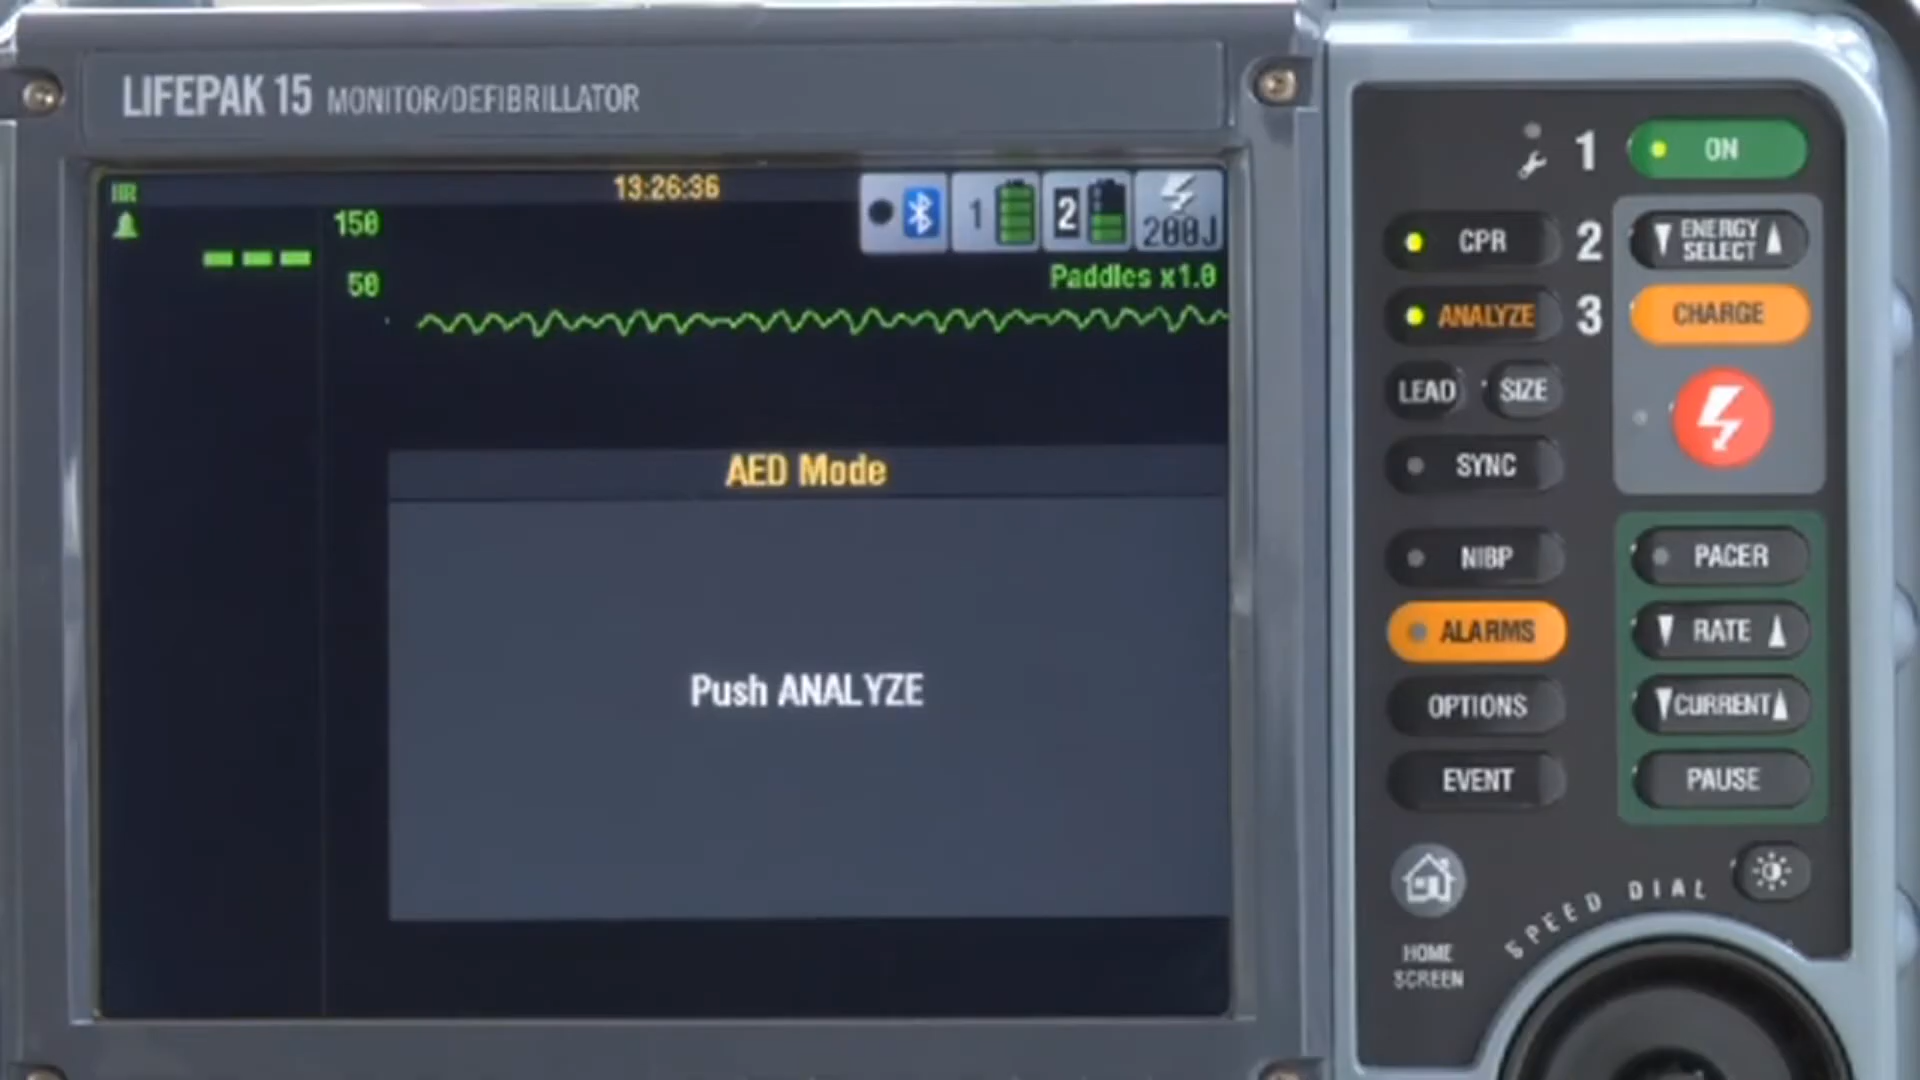 LIFEPAK 15 MONITOR/DEFIBRILLATOR
HR
13:26:36
150
50
1
2
200J
Paddles x1.0
AED Mode
Push ANALYZE
1 ON
CPR 2 ENERGY SELECT
ANALYZE 3 CHARGE
LEAD SIZE
SYNC
NIBP PACER
ALARMS RATE
OPTIONS CURRENT
EVENT PAUSE
HOME SCREEN
SPEED DIAL